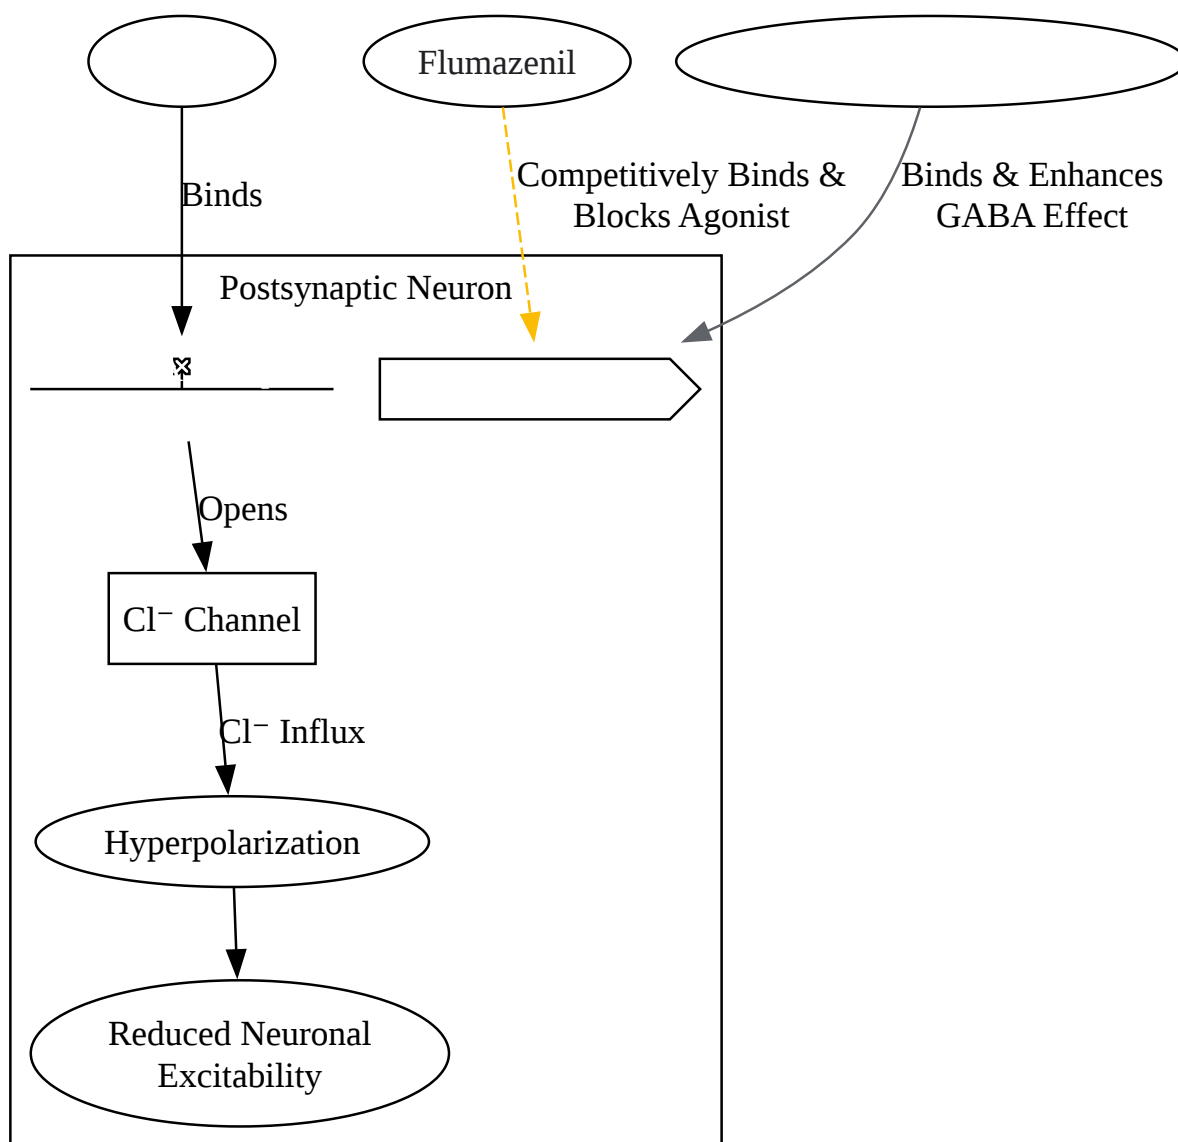 Flumazenil
Competitively Binds &
Blocks Agonist
Binds & Enhances
GABA Effect
Binds
Postsynaptic Neuron
Opens
Cl⁻ Channel
Cl⁻ Influx
Hyperpolarization
Reduced Neuronal
Excitability